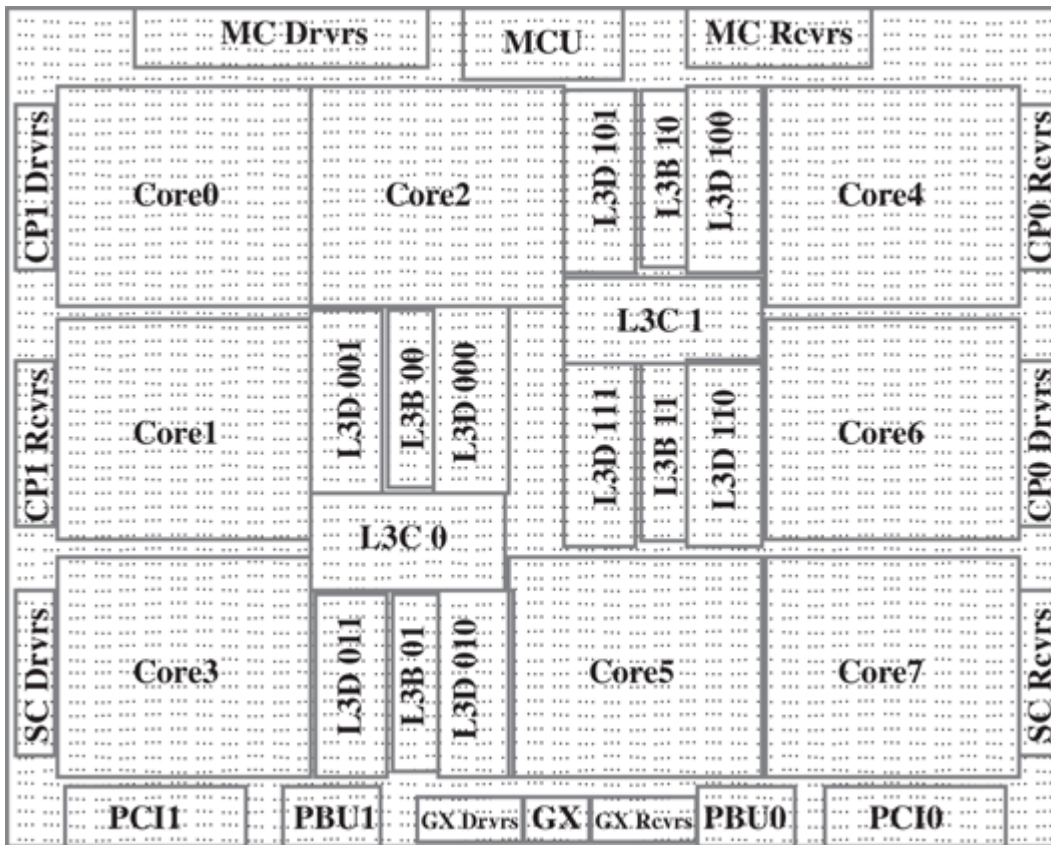 MC Drvrs
MCU
MC Rcvrs
CP1 Drvrs
Core0
Core2
L3D 101
L3B 10
L3D 100
Core4
CP0 Rcvrs
L3C 1
CP1 Rcvrs
Core1
L3D 001
L3B 00
L3D 000
L3D 111
L3B 11
L3D 110
Core6
CP0 Drvrs
L3C 0
SC Drvrs
Core3
L3D 011
L3B 01
L3D 010
Core5
Core7
SC Rcvrs
PCI1
PBU1
GX Drvrs
GX
GX Rcvrs
PBU0
PCI0